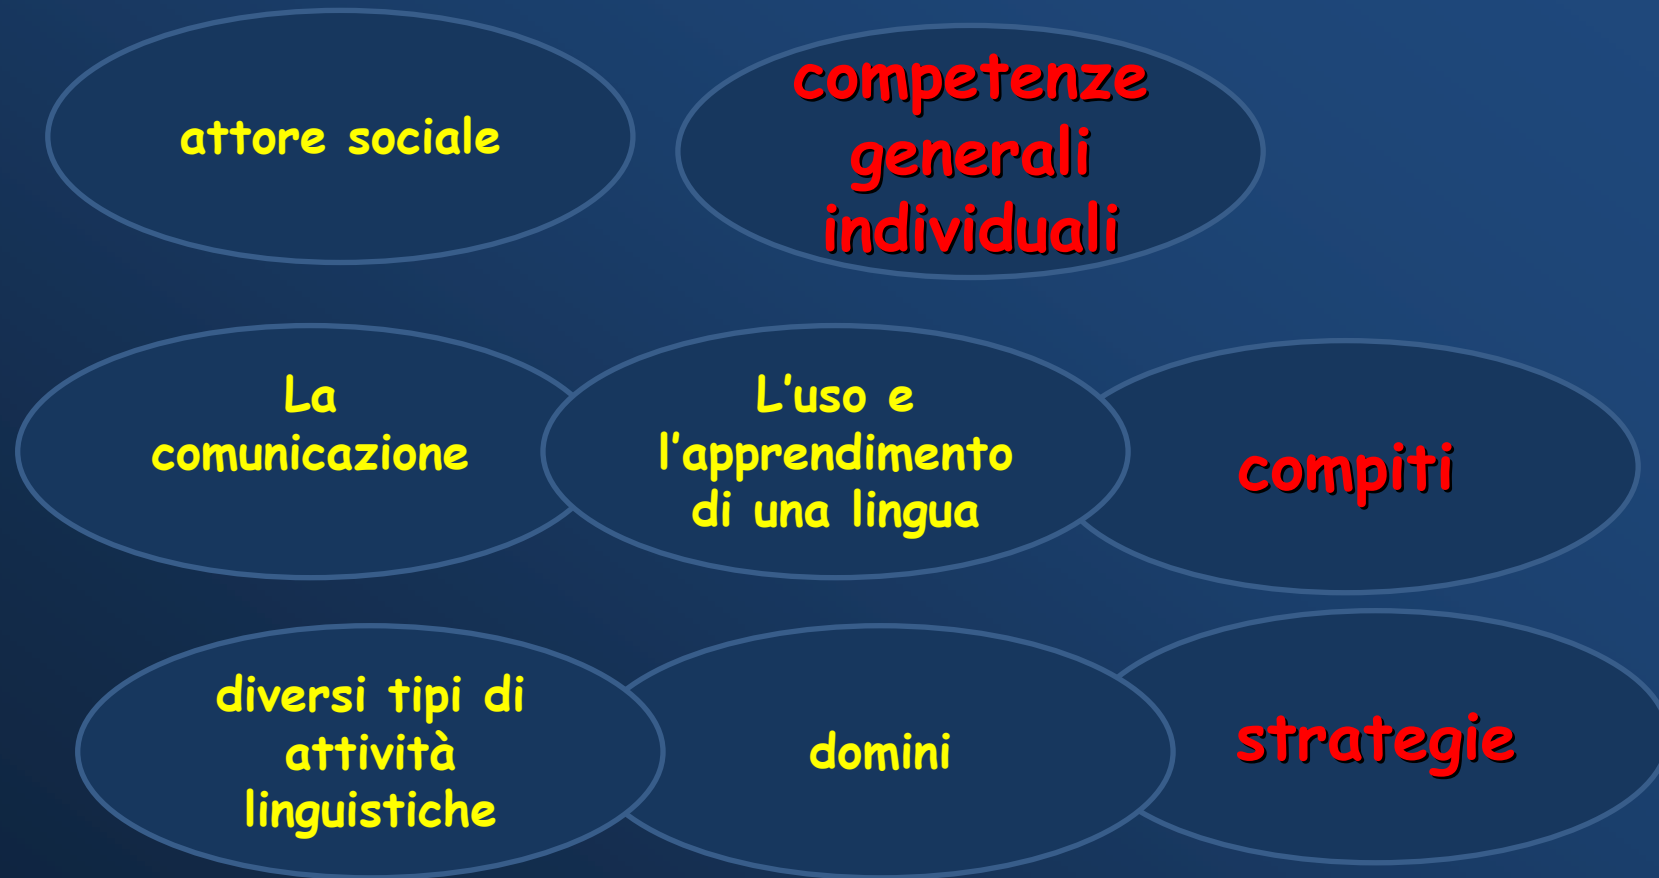 attore sociale
competenze
generali
individuali
La
comunicazione
L'uso e
l'apprendimento
di una lingua
compiti
diversi tipi di
attività
linguistiche
domini
strategie